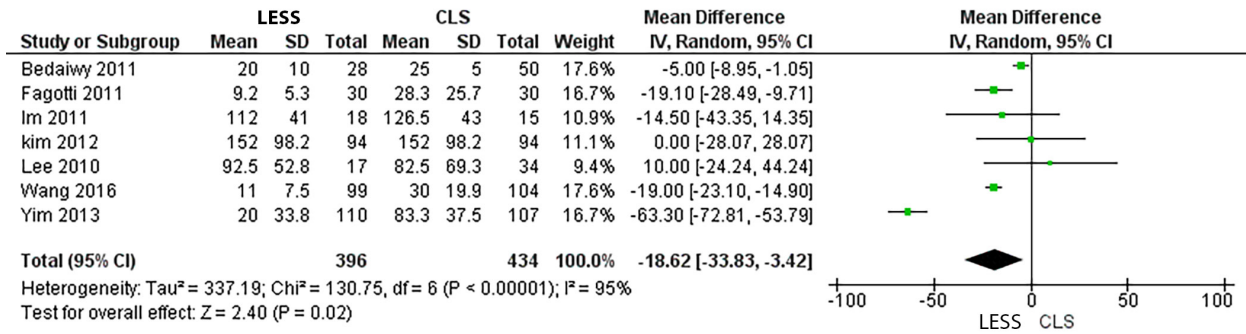 LESS CLS Mean Difference Mean Difference
Study or Subgroup Mean SD Total Mean SD Total Weight IV, Random, 95% CI IV, Random, 95% CI
Bedaiwy 2011 20 10 28 25 5 50 17.6% -5.00 [-8.95, -1.05]
Fagotti 2011 9.2 5.3 30 28.3 25.7 30 16.7% -19.10 [-28.49, -9.71]
Im 2011 112 41 18 126.5 43 15 10.9% -14.50 [-43.35, 14.35]
kim 2012 152 98.2 94 152 98.2 94 11.1% 0.00 [-28.07, 28.07]
Lee 2010 92.5 52.8 17 82.5 69.3 34 9.4% 10.00 [-24.24, 44.24]
Wang 2016 11 7.5 99 30 19.9 104 17.6% -19.00 [-23.10, -14.90]
Yim 2013 20 33.8 110 83.3 37.5 107 16.7% -63.30 [-72.81, -53.79]
Total (95% CI) 396 434 100.0% -18.62 [-33.83, -3.42]
Heterogeneity: Tau² = 337.19; Chi² = 130.75, df = 6 (P < 0.00001); I² = 95%
Test for overall effect: Z = 2.40 (P = 0.02)
-100 -50 0 50 100
LESS CLS